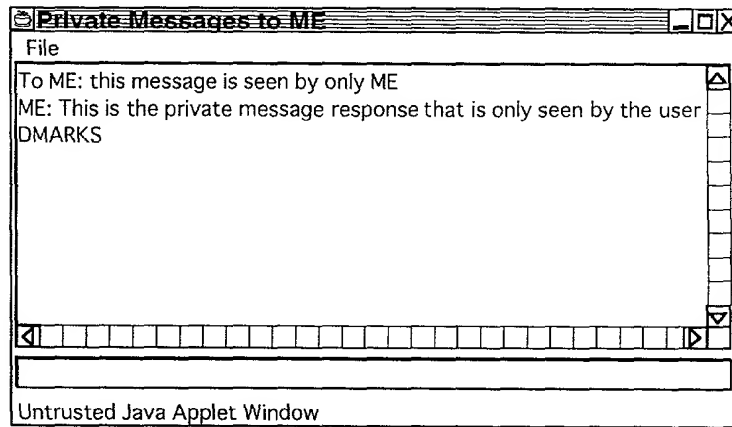 Private Messages to ME
File
To ME: this message is seen by only ME
ME: This is the private message response that is only seen by the user
DMARKS
Untrusted Java Applet Window